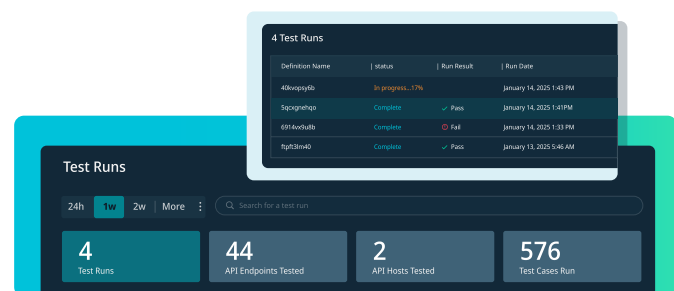 4 Test Runs
Definition Name | status | Run Result | Run Date
40kvopsy6b In progress...17% January 14, 2025 1:43 PM
5qcxgnehqo Complete Pass January 14, 2025 1:41PM
6914vx9u8b Complete Fail January 14, 2025 1:33 PM
ftpft3lm40 Complete Pass January 13, 2025 5:46 AM
Test Runs
24h 1w 2w | More Search for a test run
4 44 2 576
Test Runs API Endpoints Tested API Hosts Tested Test Cases Run